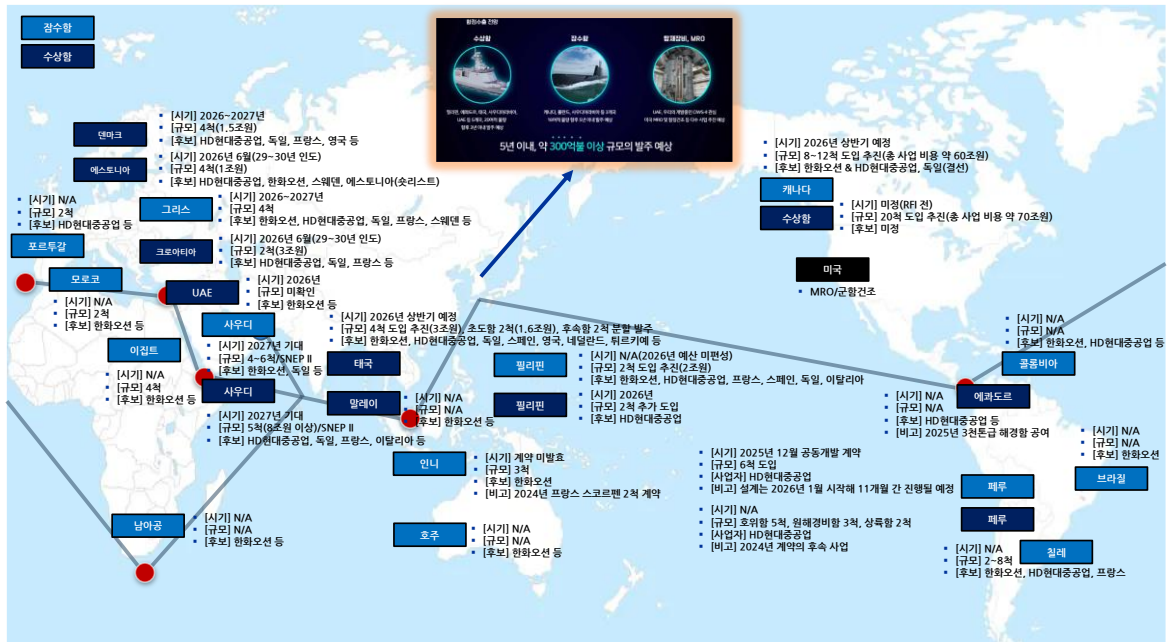 잠수함
수상함
함정수출 전망
수상함
잠수함
함재장비, MRO
5년 이내, 약 300억불 이상 규모의 발주 예상
덴마크
[시기] 2026~2027년
[규모] 4척(1.5조원)
[후보] HD현대중공업, 독일, 프랑스, 영국 등
에스토니아
[시기] 2026년 6월(29~30년 인도)
[규모] 4척(1조원)
[후보] HD현대중공업, 한화오션, 스웨덴, 에스토니아(숏리스트)
[시기] N/A
[규모] 2척
[후보] HD현대중공업 등
포르투갈
그리스
[시기] 2026~2027년
[규모] 4척
[후보] 한화오션, HD현대중공업, 독일, 프랑스, 스웨덴 등
크로아티아
[시기] 2026년 6월(29~30년 인도)
[규모] 2척(3조원)
[후보] HD현대중공업, 독일, 프랑스 등
모로코
[시기] N/A
[규모] 2척
[후보] 한화오션 등
UAE
[시기] 2026년
[규모] 미확인
[후보] 한화오션 등
사우디
[시기] 2027년 기대
[규모] 4~6척/SNEP II
[후보] 한화오션, 독일 등
이집트
[시기] N/A
[규모] 4척
[후보] 한화오션 등
사우디
[시기] 2027년 기대
[규모] 5척(8조원 이상)/SNEP II
[후보] HD현대중공업, 독일, 프랑스, 이탈리아 등
[시기] 2026년 상반기 예정
[규모] 4척 도입 추진(3조원), 초도함 2척(1.6조원), 후속함 2척 분할 발주
[후보] 한화오션, HD현대중공업, 독일, 스페인, 영국, 네덜란드, 튀르키예 등
태국
말레이
[시기] N/A
[규모] N/A
[후보] 한화오션 등
필리핀
[시기] N/A(2026년 예산 미편성)
[규모] 2척 도입 추진(2조원)
[후보] 한화오션, HD현대중공업, 프랑스, 스페인, 독일, 이탈리아
필리핀
[시기] 2026년
[규모] 2척 추가 도입
[후보] HD현대중공업
인니
[시기] 계약 미발효
[규모] 3척
[후보] 한화오션
[비고] 2024년 프랑스 스코르펜 2척 계약
호주
[시기] N/A
[규모] N/A
[후보] 한화오션 등
남아공
[시기] N/A
[규모] N/A
[후보] 한화오션 등
[시기] 2026년 상반기 예정
[규모] 8~12척 도입 추진(총 사업 비용 약 60조원)
[후보] 한화오션 & HD현대중공업, 독일(결선)
캐나다
수상함
[시기] 미정(RFI 전)
[규모] 20척 도입 추진(총 사업 비용 약 70조원)
[후보] 미정
미국
MRO/군함건조
[시기] N/A
[규모] N/A
[후보] 한화오션, HD현대중공업 등
콜롬비아
에콰도르
[시기] N/A
[규모] N/A
[후보] HD현대중공업 등
[비고] 2025년 3천톤급 해경함 공여
[시기] N/A
[규모] N/A
[후보] 한화오션
브라질
[시기] 2025년 12월 공동개발 계약
[규모] 6척 도입
[사업자] HD현대중공업
[비고] 설계는 2026년 1월 시작해 11개월 간 진행될 예정
페루
[시기] N/A
[규모] 호위함 5척, 원해경비함 3척, 상륙함 2척
[사업자] HD현대중공업
[비고] 2024년 계약의 후속 사업
페루
[시기] N/A
[규모] 2~8척
[후보] 한화오션, HD현대중공업, 프랑스
칠레